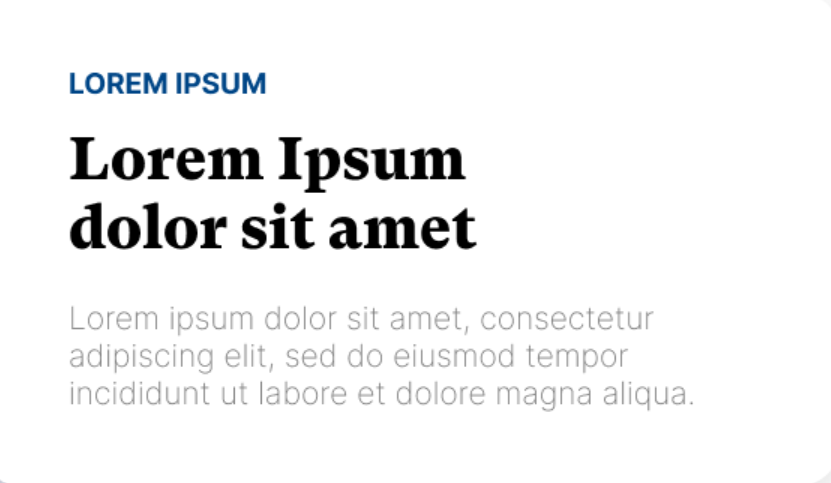 LOREM IPSUM
Lorem Ipsum
dolor sit amet
Lorem ipsum dolor sit amet, consectetur
adipiscing elit, sed do eiusmod tempor
incididunt ut labore et dolore magna aliqua.